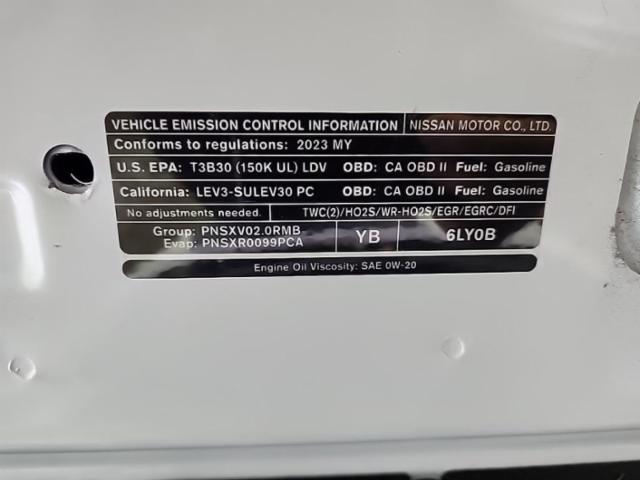 VEHICLE EMISSION CONTROL INFORMATION NISSAN MOTOR CO., LTD.
Conforms to regulations: 2023 MY
U.S. EPA: T3B30 (150K UL) LDV OBD: CA OBD II Fuel: Gasoline
California: LEV3-SULEV30 PC OBD: CA OBD II Fuel: Gasoline
No adjustments needed. TWC(2)/HO2S/WR-HO2S/EGR/EGRC/DFI
Group: PNSXV02.0RMB
Evap: PNSXR0099PCA
YB 6LY0B
Engine Oil Viscosity: SAE 0W-20